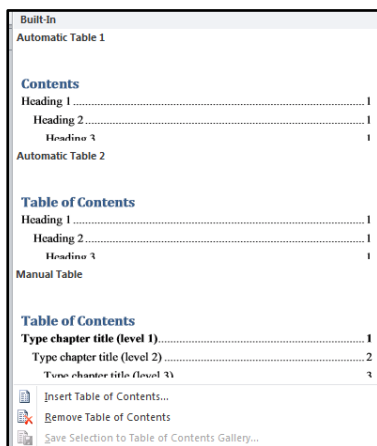 Built-In
Automatic Table 1
Contents
Heading 1........................................................................................1
Heading 2....................................................................................1
Heading 3................................................................................1
Automatic Table 2
Table of Contents
Heading 1........................................................................................1
Heading 2....................................................................................1
Heading 3................................................................................1
Manual Table
Table of Contents
Type chapter title (level 1)................................................................1
Type chapter title (level 2)............................................................2
Type chapter title (level 3)........................................................3
Insert Table of Contents...
Remove Table of Contents
Save Selection to Table of Contents Gallery...